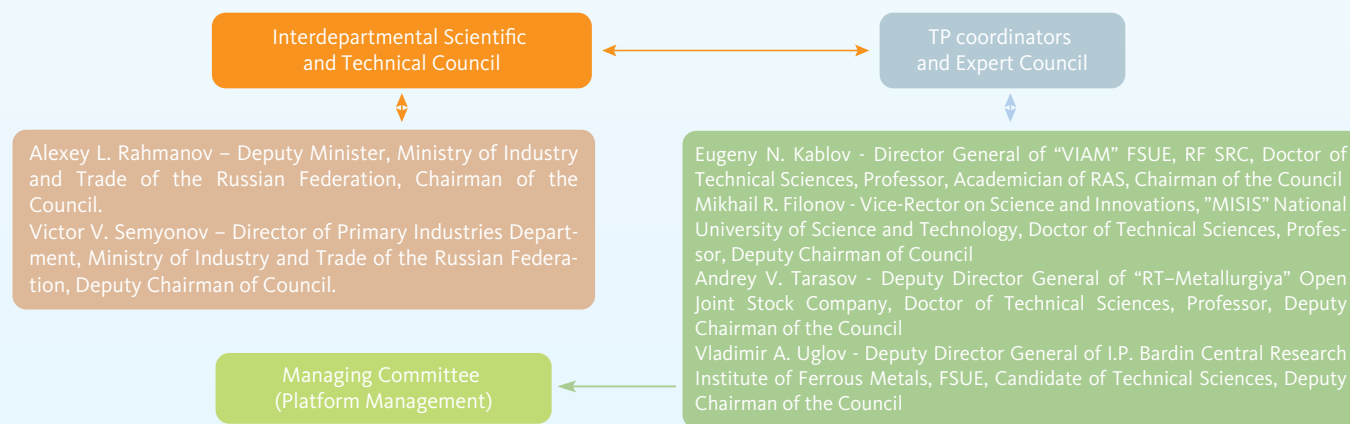 Interdepartmental Scientific
and Technical Council
TP coordinators
and Expert Council
Alexey L. Rahmanov – Deputy Minister, Ministry of Industry
and Trade of the Russian Federation, Chairman of the
Council.
Victor V. Semyonov – Director of Primary Industries Depart-
ment, Ministry of Industry and Trade of the Russian Federa-
tion, Deputy Chairman of Council.
Eugeny N. Kablov - Director General of “VIAM” FSUE, RF SRC, Doctor of
Technical Sciences, Professor, Academician of RAS, Chairman of the Council
Mikhail R. Filonov - Vice-Rector on Science and Innovations, ”MISIS” National
University of Science and Technology, Doctor of Technical Sciences, Profes-
sor, Deputy Chairman of Council
Andrey V. Tarasov - Deputy Director General of “RT–Metallurgiya” Open
Joint Stock Company, Doctor of Technical Sciences, Professor, Deputy
Chairman of the Council
Vladimir A. Uglov - Deputy Director General of I.P. Bardin Central Research
Institute of Ferrous Metals, FSUE, Candidate of Technical Sciences, Deputy
Chairman of the Council
Managing Committee
(Platform Management)